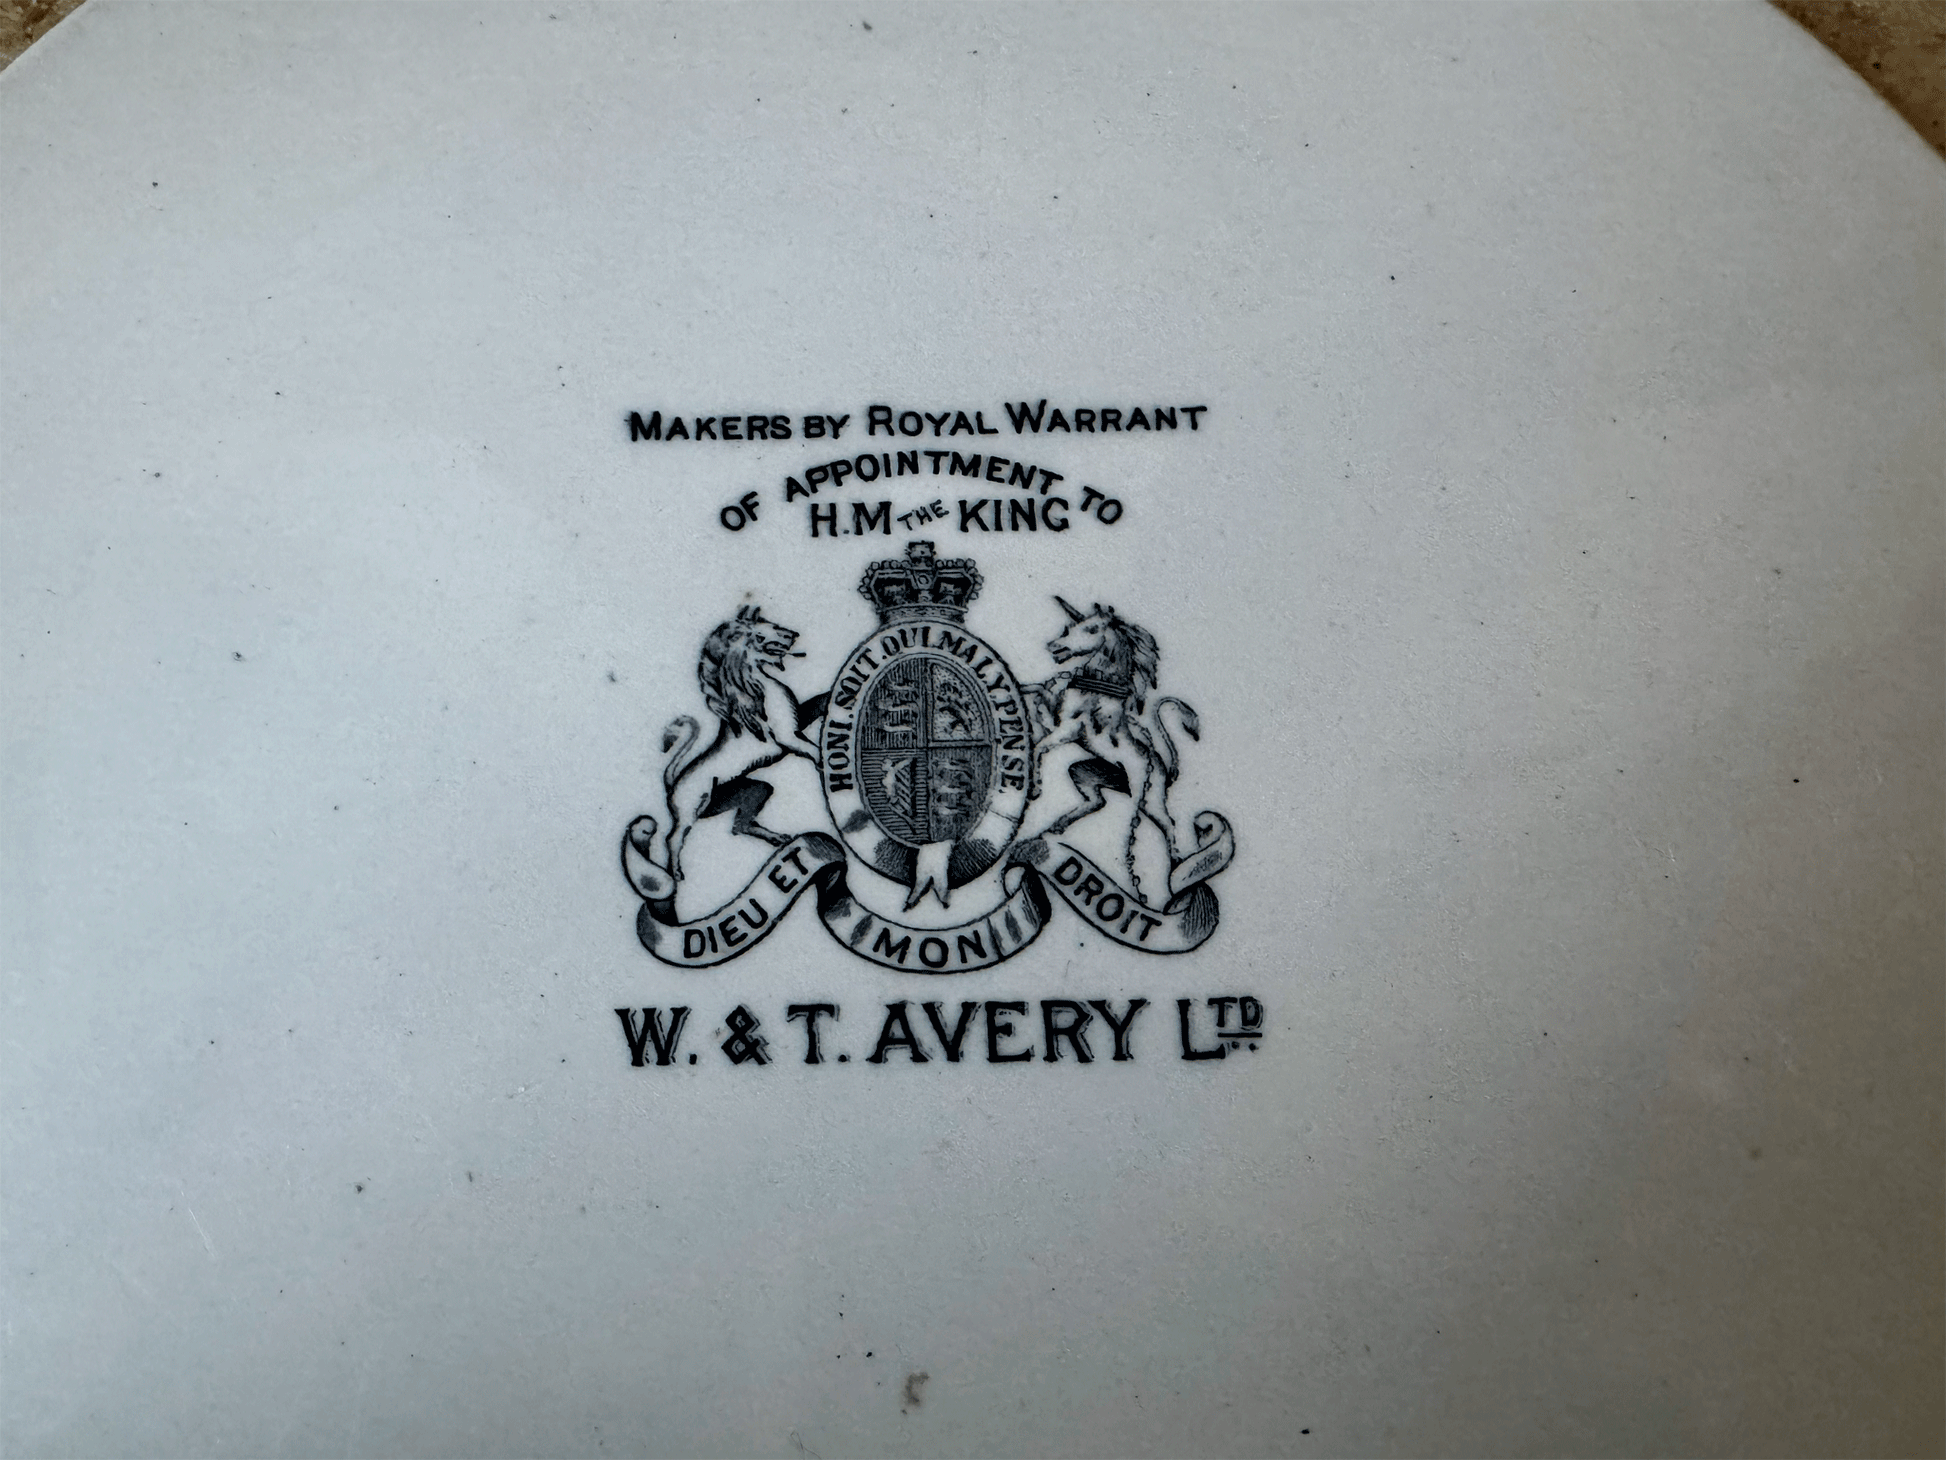 MAKERS BY ROYAL WARRANT
OF APPOINTMENT TO
H.M THE KING
HONI.SOIT.QUI.MAL.Y.PENSE
DIEU ET MON DROIT
W. & T. AVERY LTD